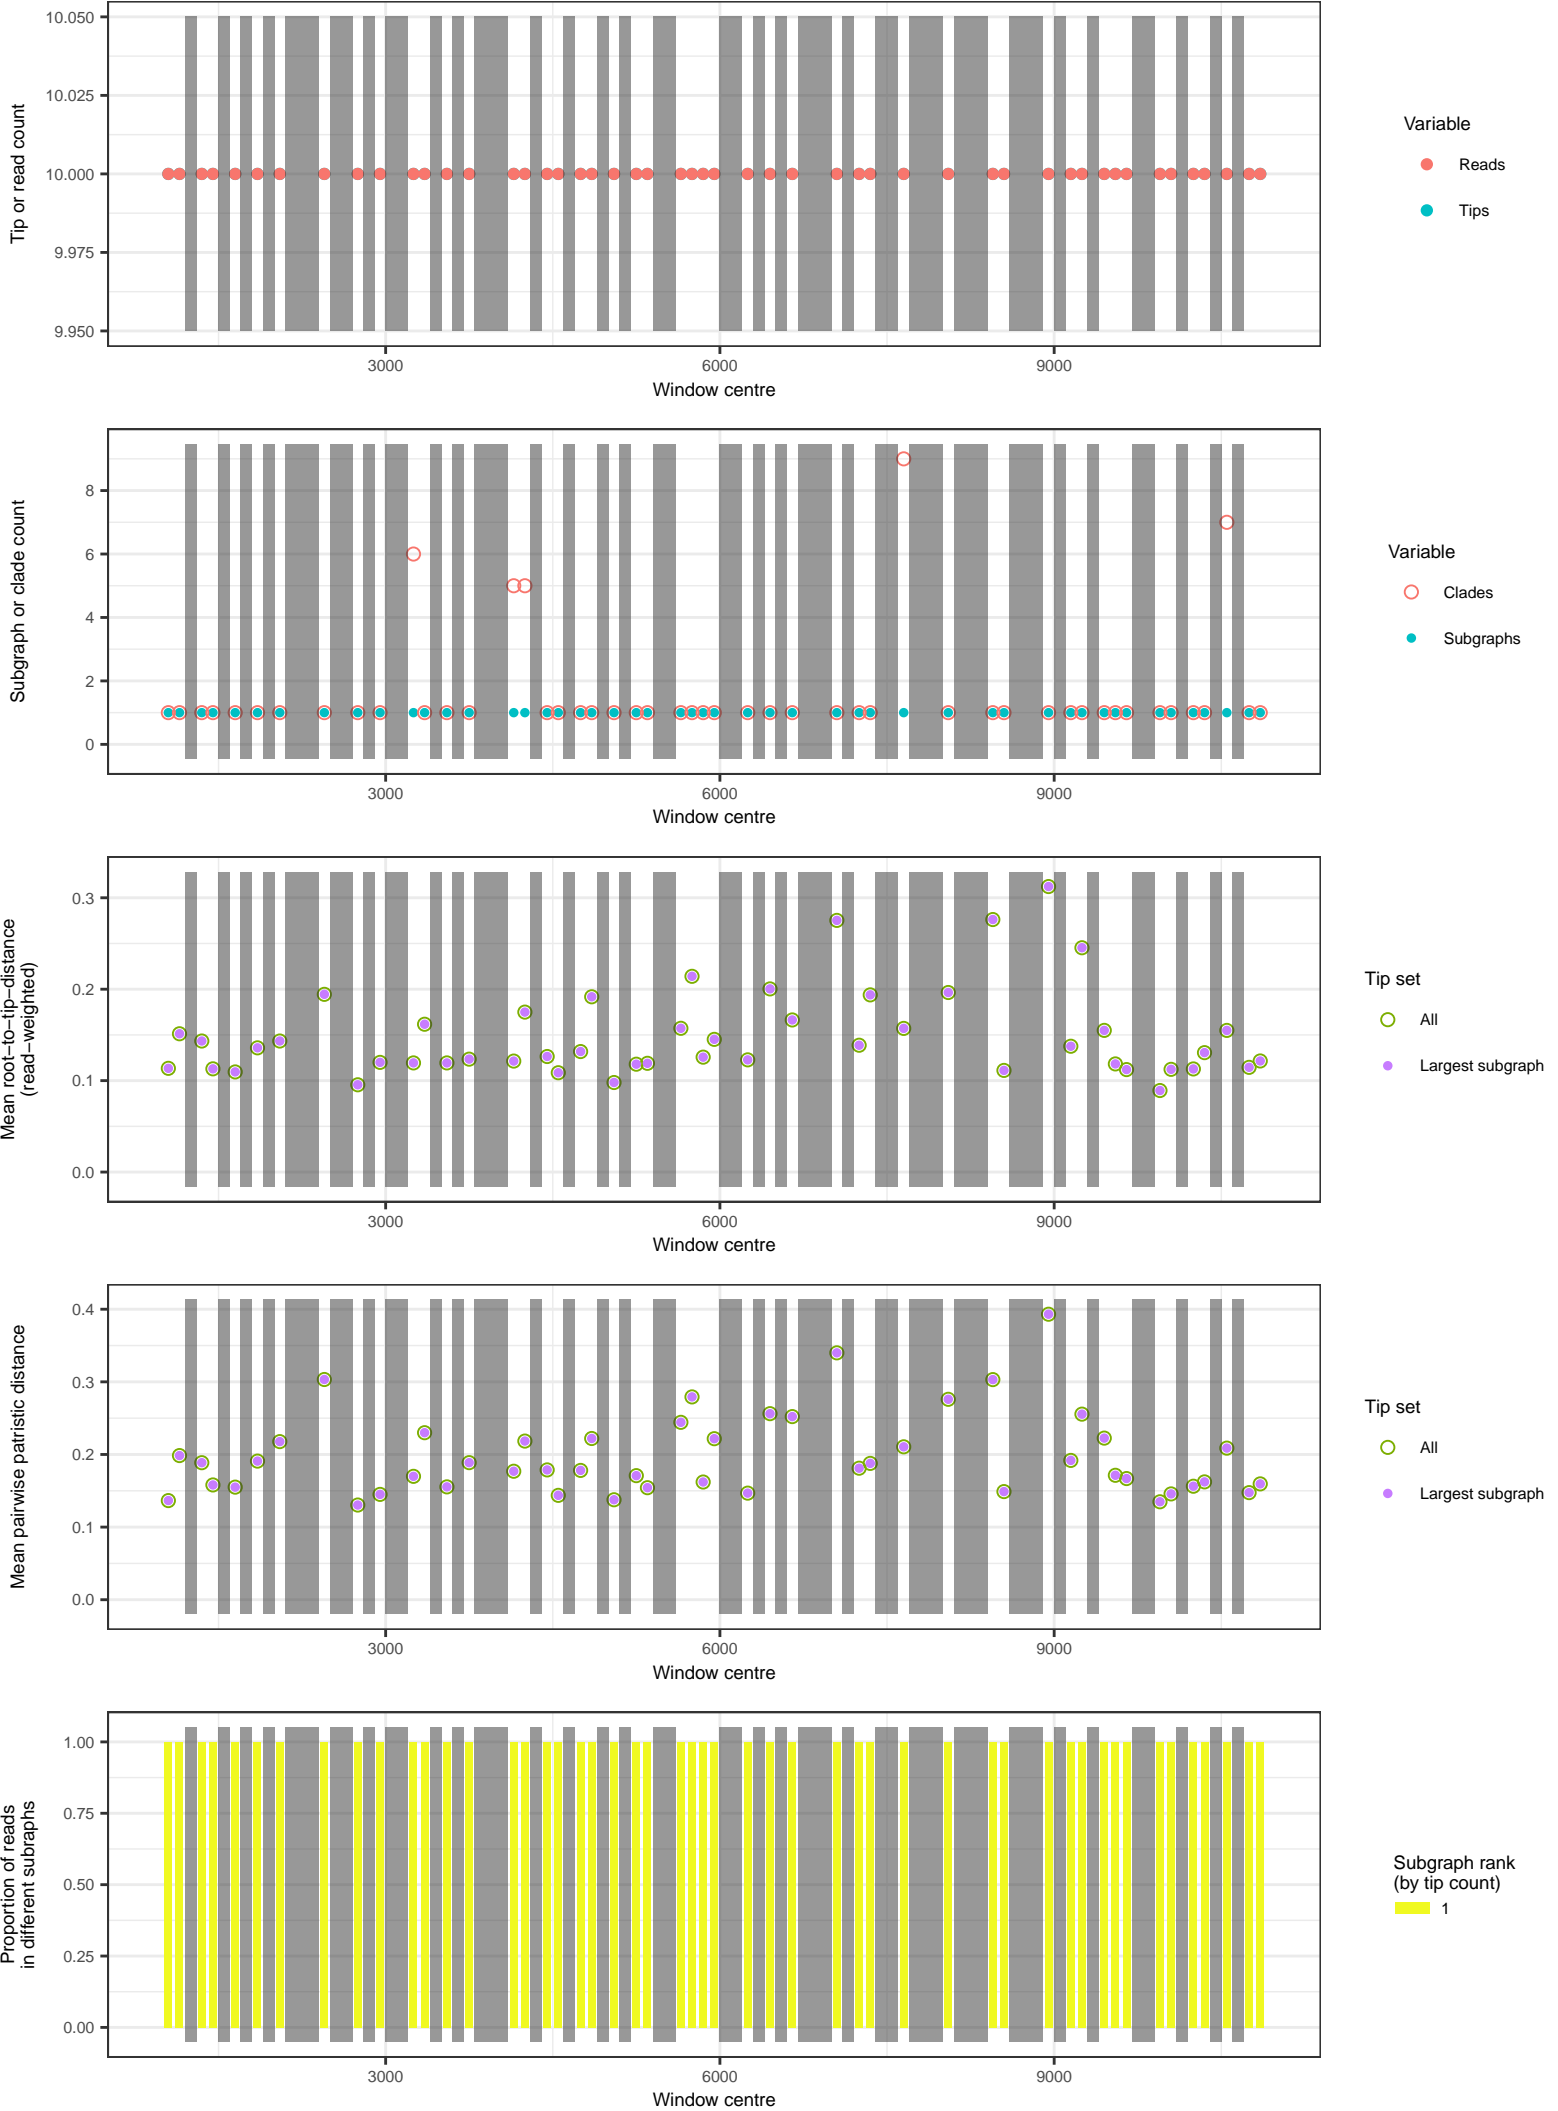 10.050
10.025
10.000
9.975
9.950
Tip or read count
3000
6000
9000
Window centre
Variable
Reads
Tips
8
6
4
2
0
Subgraph or clade count
3000
6000
9000
Window centre
Variable
Clades
Subgraphs
0.3
0.2
0.1
0.0
Mean root−to−tip−distance
(read−weighted)
3000
6000
9000
Window centre
Tip set
All
Largest subgraph
0.4
0.3
0.2
0.1
0.0
Mean pairwise patristic distance
3000
6000
9000
Window centre
Tip set
All
Largest subgraph
1.00
0.75
0.50
0.25
0.00
Proportion of reads
in different subraphs
3000
6000
9000
Window centre
Subgraph rank
(by tip count)
1